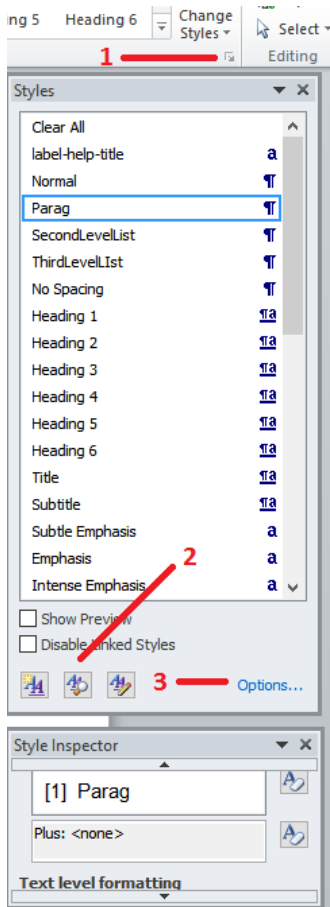 ng 5 Heading 6 Change
Styles
Select
1
Editing
Styles
Clear All
label-help-title a
Normal ¶
Parag ¶
SecondLevelList ¶
ThirdLevelLIst ¶
No Spacing ¶
Heading 1 ¶a
Heading 2 ¶a
Heading 3 ¶a
Heading 4 ¶a
Heading 5 ¶a
Heading 6 ¶a
Title ¶a
Subtitle ¶a
Subtle Emphasis a
Emphasis a
2
Intense Emphasis a
Show Preview
Disable Linked Styles
3 Options...
Style Inspector
[1] Parag
Plus: <none>
Text level formatting